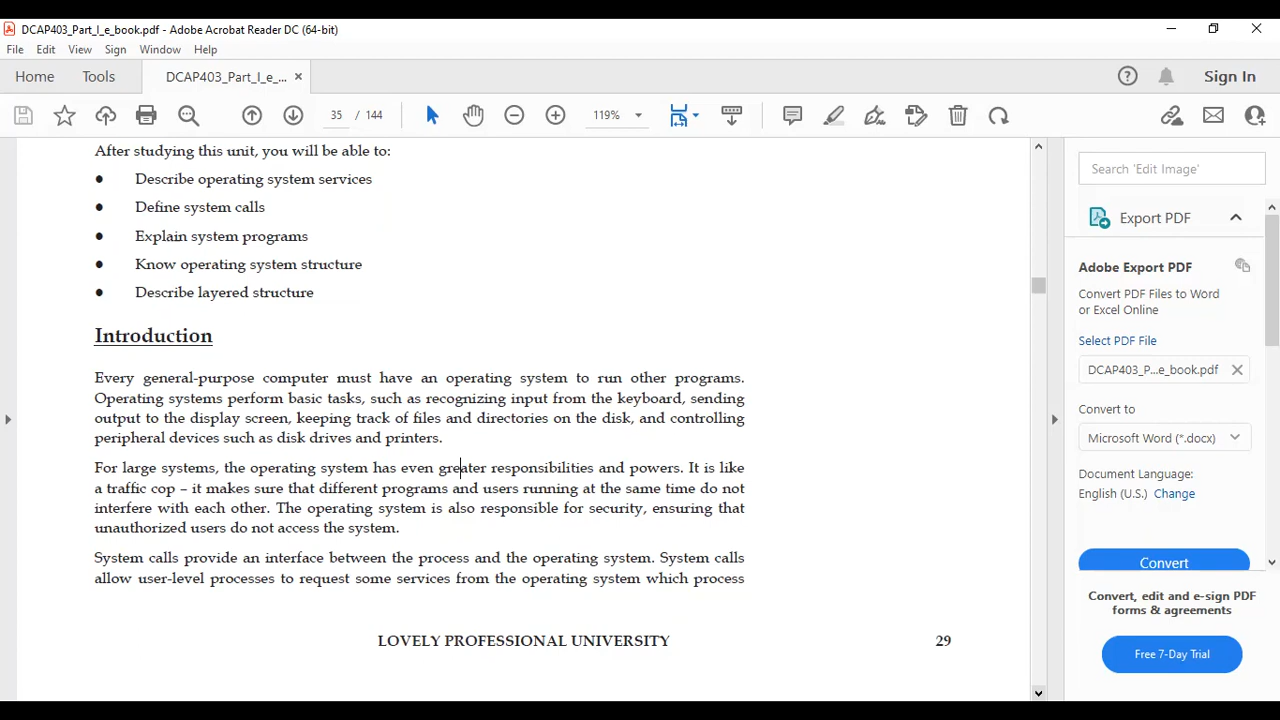 DCAP403_Part_I_e_book.pdf - Adobe Acrobat Reader DC (64-bit)
File Edit View Sign Window Help
Home Tools DCAP403_Part_I_e_... × Sign In
35 / 144 119%
After studying this unit, you will be able to:
● Describe operating system services
● Define system calls
● Explain system programs
● Know operating system structure
● Describe layered structure
Introduction
Every general-purpose computer must have an operating system to run other programs.
Operating systems perform basic tasks, such as recognizing input from the keyboard, sending
output to the display screen, keeping track of files and directories on the disk, and controlling
peripheral devices such as disk drives and printers.
For large systems, the operating system has even greater responsibilities and powers. It is like
a traffic cop – it makes sure that different programs and users running at the same time do not
interfere with each other. The operating system is also responsible for security, ensuring that
unauthorized users do not access the system.
System calls provide an interface between the process and the operating system. System calls
allow user-level processes to request some services from the operating system which process
LOVELY PROFESSIONAL UNIVERSITY 29
Search 'Edit Image'
Export PDF
Adobe Export PDF
Convert PDF Files to Word
or Excel Online
Select PDF File
DCAP403_P...e_book.pdf
Convert to
Microsoft Word (*.docx)
Document Language:
English (U.S.) Change
Convert
Convert, edit and e-sign PDF
forms & agreements
Free 7-Day Trial